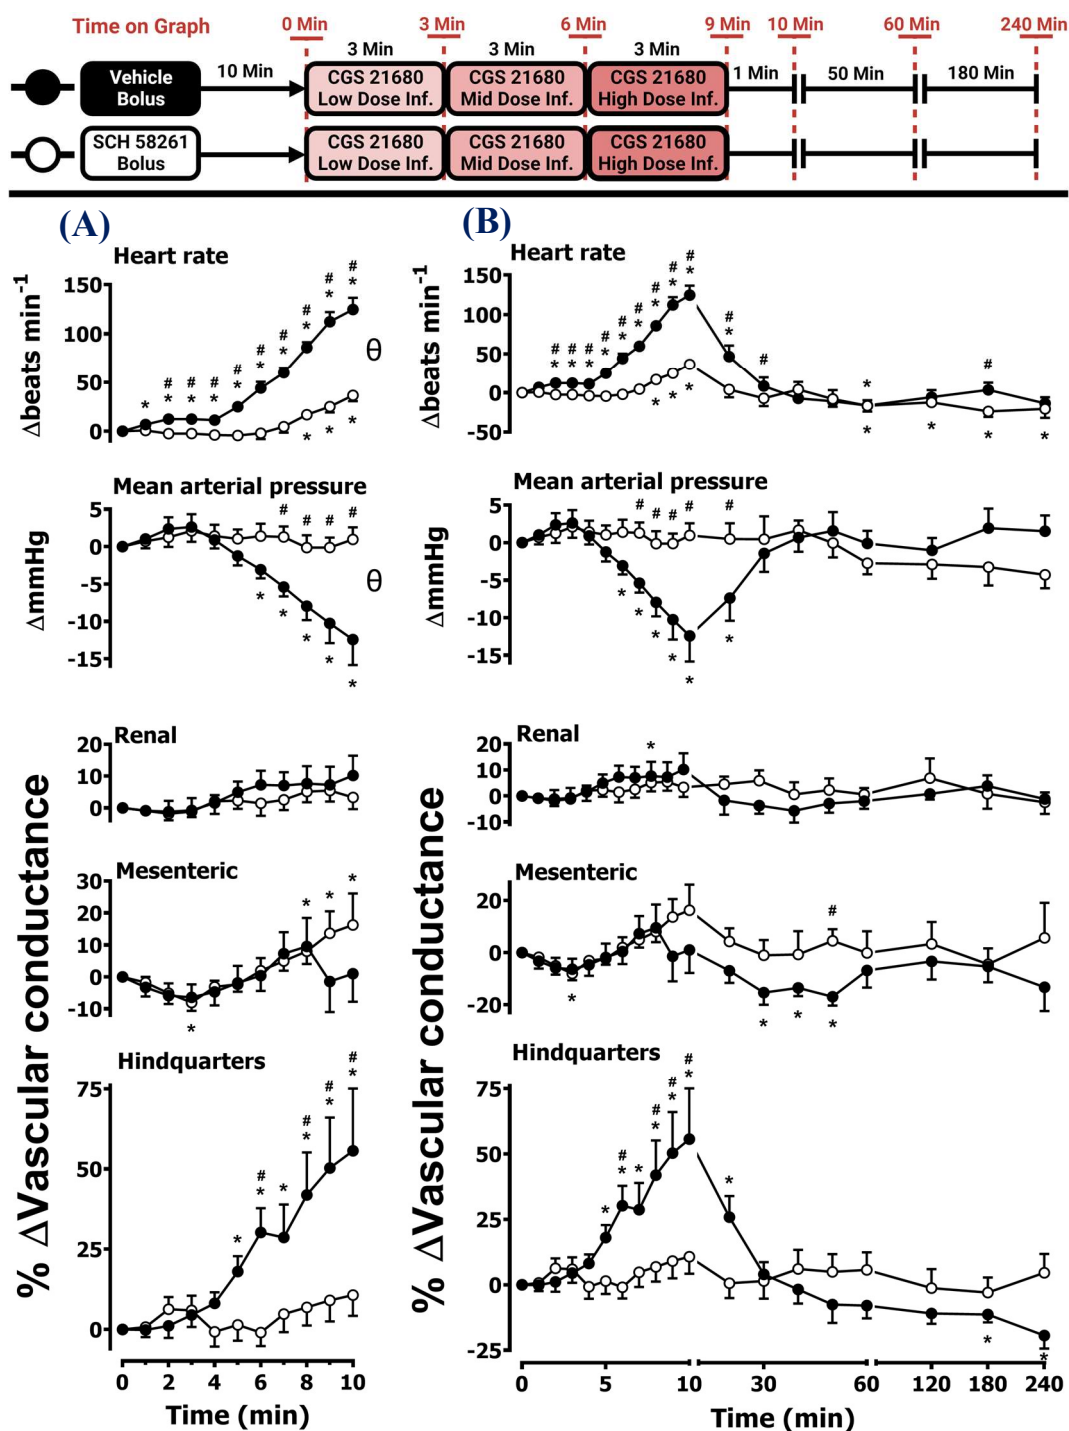 Time on Graph
0 Min
3 Min
6 Min
9 Min
10 Min
60 Min
240 Min
Vehicle
Bolus
10 Min
3 Min
3 Min
3 Min
CGS 21680
Low Dose Inf.
CGS 21680
Mid Dose Inf.
CGS 21680
High Dose Inf.
1 Min
50 Min
180 Min
SCH 58261
Bolus
CGS 21680
Low Dose Inf.
CGS 21680
Mid Dose Inf.
CGS 21680
High Dose Inf.
(A)
Heart rate
Δbeats min⁻¹
150
100
50
0
θ
Mean arterial pressure
ΔmmHg
5
0
-5
-10
-15
θ
% ΔVascular conductance
Renal
20
10
0
Mesenteric
30
20
10
0
-10
Hindquarters
75
50
25
0
0 2 4 6 8 10
Time (min)
(B)
Heart rate
Δbeats min⁻¹
150
100
50
0
-50
Mean arterial pressure
ΔmmHg
5
0
-5
-10
-15
% ΔVascular conductance
Renal
20
10
0
-10
Mesenteric
20
0
-20
Hindquarters
75
50
25
0
-25
0 5 10 30 60 120 180 240
Time (min)